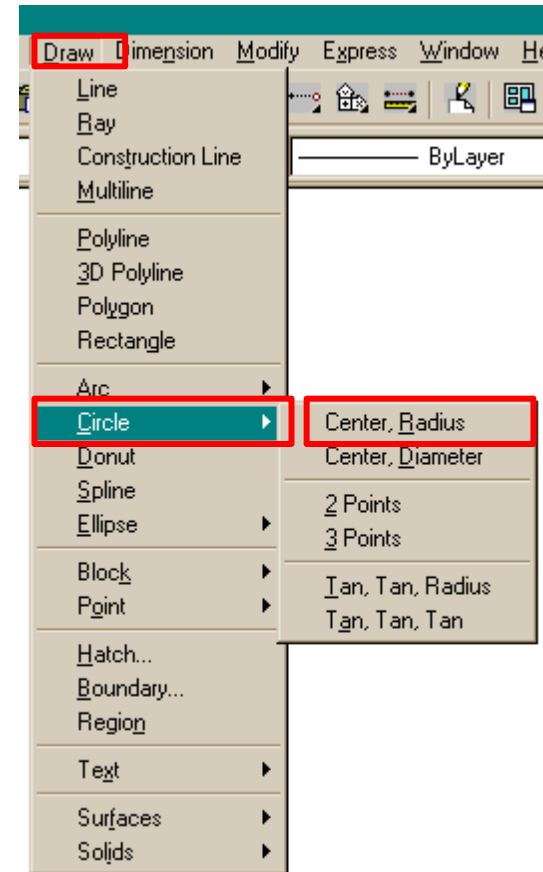 Draw Dimension Modify Express Window He
ByLayer
Line
Ray
Construction Line
Multiline
Polyline
3D Polyline
Polygon
Rectangle
Arc
Circle
Donut
Spline
Ellipse
Block
Point
Hatch...
Boundary...
Region
Text
Surfaces
Solids
Center, Radius
Center, Diameter
2 Points
3 Points
Tan, Tan, Radius
Tan, Tan, Tan